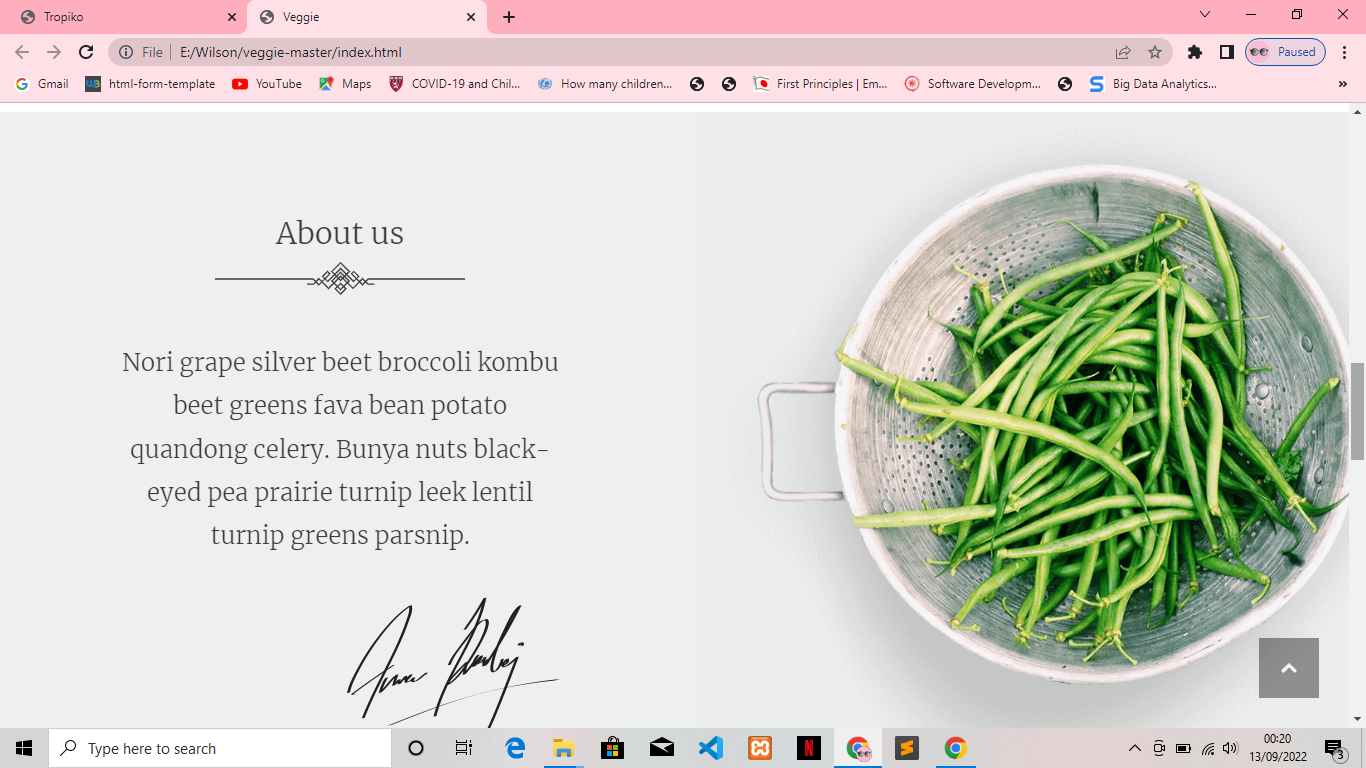 Tropiko
Veggie
File
E:/Wilson/veggie-master/index.html
Paused
Gmail
html-form-template
YouTube
Maps
COVID-19 and Chil...
How many children...
First Principles | Em...
Software Developm...
Big Data Analytics...
»
About us
Nori grape silver beet broccoli kombu
beet greens fava bean potato
quandong celery. Bunya nuts black-
eyed pea prairie turnip leek lentil
turnip greens parsnip.
Type here to search
00:20
13/09/2022
3